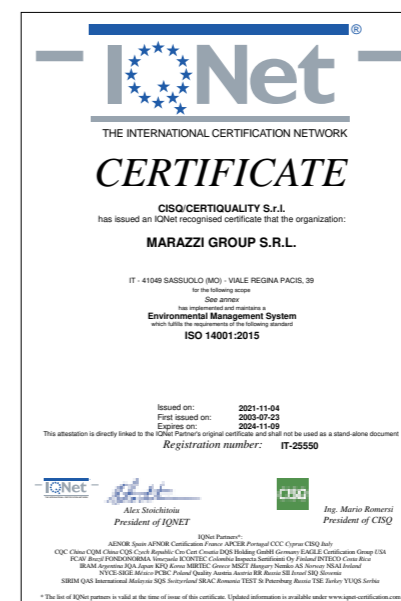 ®
IQNet
THE INTERNATIONAL CERTIFICATION NETWORK
CERTIFICATE
CISQ/CERTIQUALITY S.r.l.
has issued an IQNet recognised certificate that the organization:
MARAZZI GROUP S.R.L.
IT - 41049 SASSUOLO (MO) - VIALE REGINA PACIS, 39
for the following scope
See annex
has implemented and maintains a
Environmental Management System
which fulfills the requirements of the following standard
ISO 14001:2015
Issued on: 2021-11-04
First issued on: 2003-07-23
Expires on: 2024-11-09
This attestation is directly linked to the IQNet Partner's original certificate and shall not be used as a stand-alone document
Registration number: IT-25550
IQNet
CISQ
Alex Stoichitoiu
President of IQNET
Ing. Mario Romersi
President of CISQ
IQNet Partners*:
AENOR Spain AFNOR Certification France APCER Portugal CCC Cyprus CISQ Italy
CQC China CQM China CQS Czech Republic Cro Cert Croatia DQS Holding GmbH Germany EAGLE Certification Group USA
FCAV Brazil FONDONORMA Venezuela ICONTEC Colombia Inspecta Sertifiointi Oy Finland INTECO Costa Rica
IRAM Argentina JQA Japan KFQ Korea MIRTEC Greece MSZT Hungary Nemko AS Norway NSAI Ireland
NYCE-SIGE México PCBC Poland Quality Austria Austria RR Russia SII Israel SIQ Slovenia
SIRIM QAS International Malaysia SQS Switzerland SRAC Romania TEST St Petersburg Russia TSE Turkey YUQS Serbia
* The list of IQNet partners is valid at the time of issue of this certificate. Updated information is available under www.iqnet-certification.com